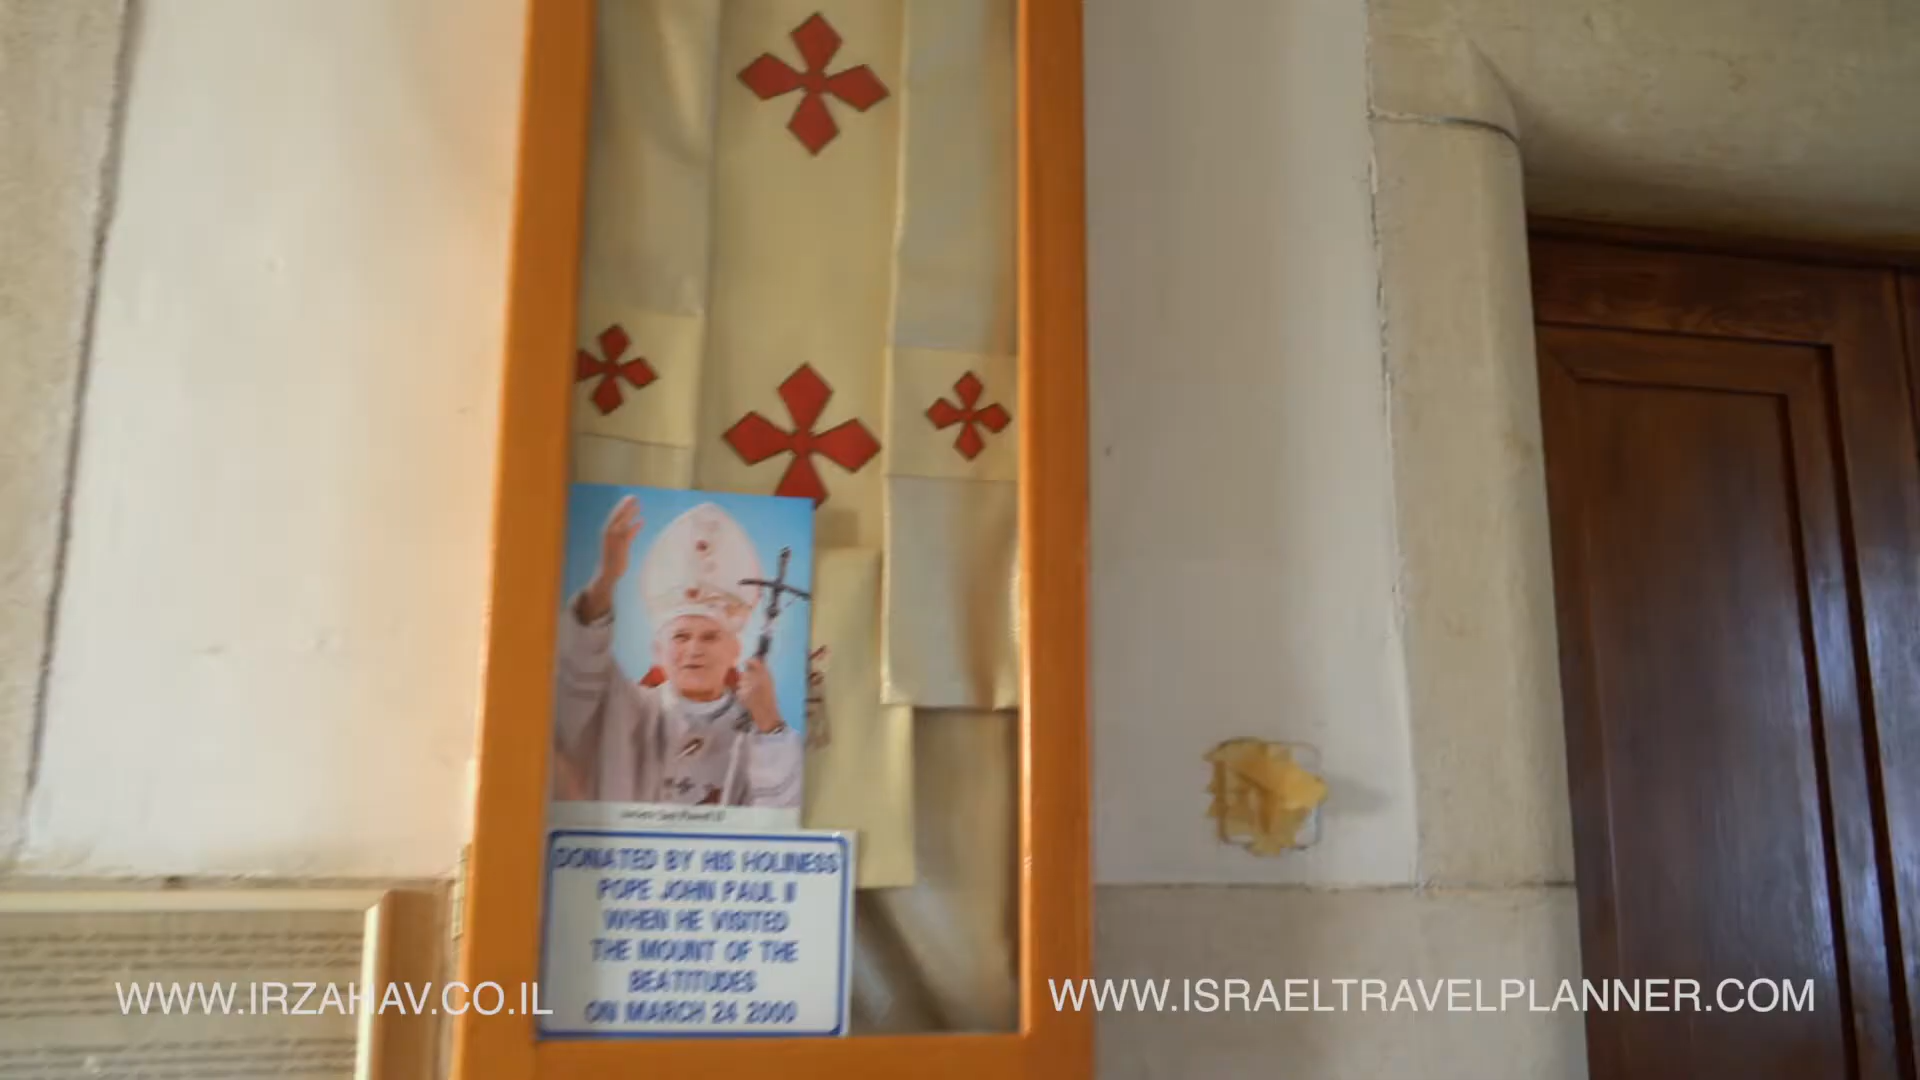 DONATED BY HIS HOLINESS
POPE JOHN PAUL II
WHEN HE VISITED
THE MOUNT OF THE
BEATITUDES
ON MARCH 24 2000
WWW.IRZAHAV.CO.IL
WWW.ISRAELTRAVELPLANNER.COM